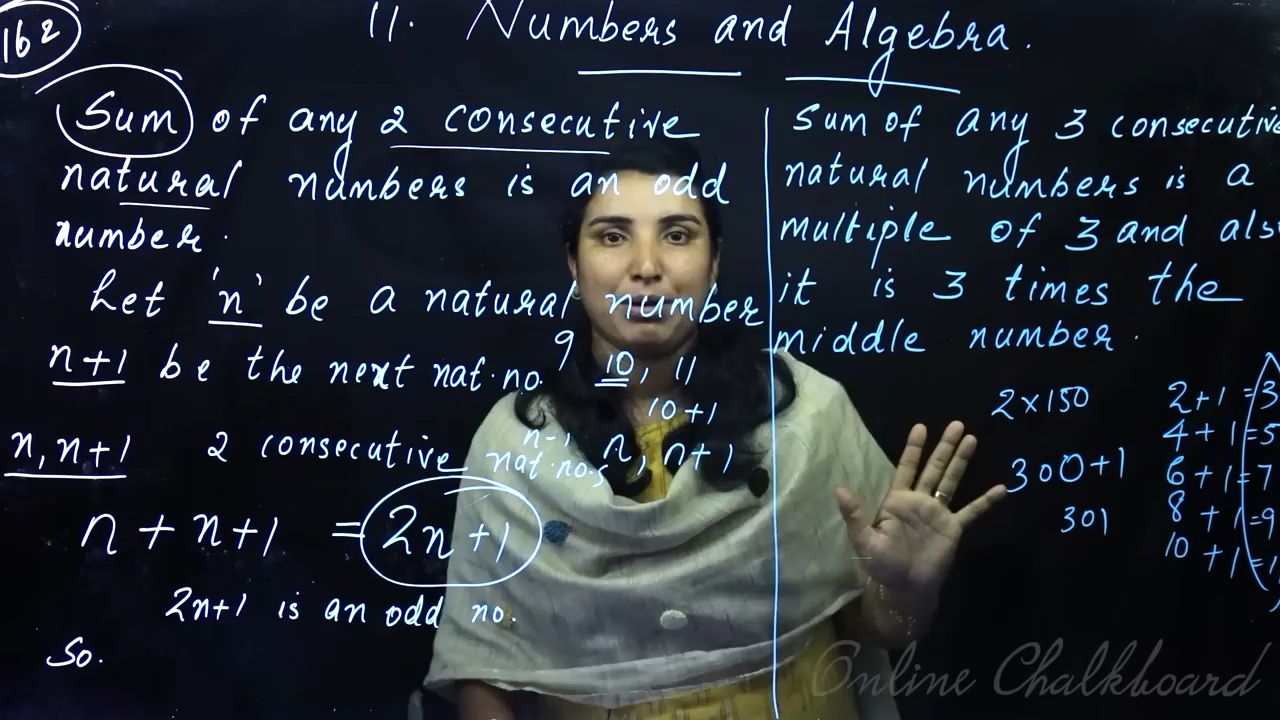 162
11. Numbers and Algebra.
Sum of any 2 consecutive
natural numbers is an odd
number.
Let 'n' be a natural number
n+1 be the next nat. no.
9 10, 11
10+1
n, n+1 2 consecutive nat. nos
n-1 n, n+1
n + n+1 = 2n+1
2n+1 is an odd no.
So.
Sum of any 3 consecutive
natural numbers is a
multiple of 3 and als
it is 3 times the
middle number.
2×150
300+1
301
2+1=3
4+1=5
6+1=7
8+1=9
10+1=1
Online Chalkboard